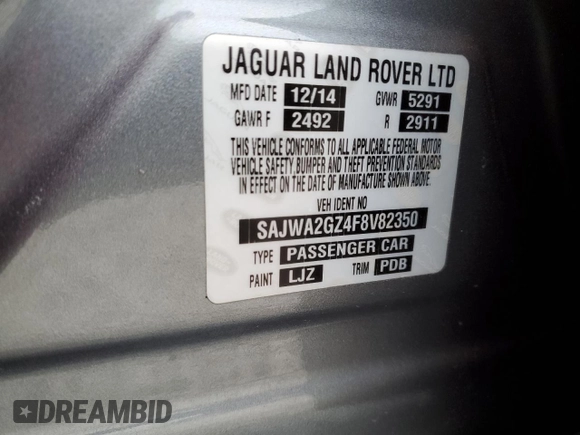 JAGUAR LAND ROVER LTD
MFD DATE 12/14 GVWR 5291
GAWR F 2492 R 2911
THIS VEHICLE CONFORMS TO ALL APPLICABLE FEDERAL MOTOR
VEHICLE SAFETY BUMPER AND THEFT PREVENTION STANDARDS
IN EFFECT ON THE DATE OF MANUFACTURE SHOWN ABOVE.
VEH IDENT NO
SAJWA2GZ4F8V82350
TYPE PASSENGER CAR
PAINT LJZ TRIM PDB
DREAMBID